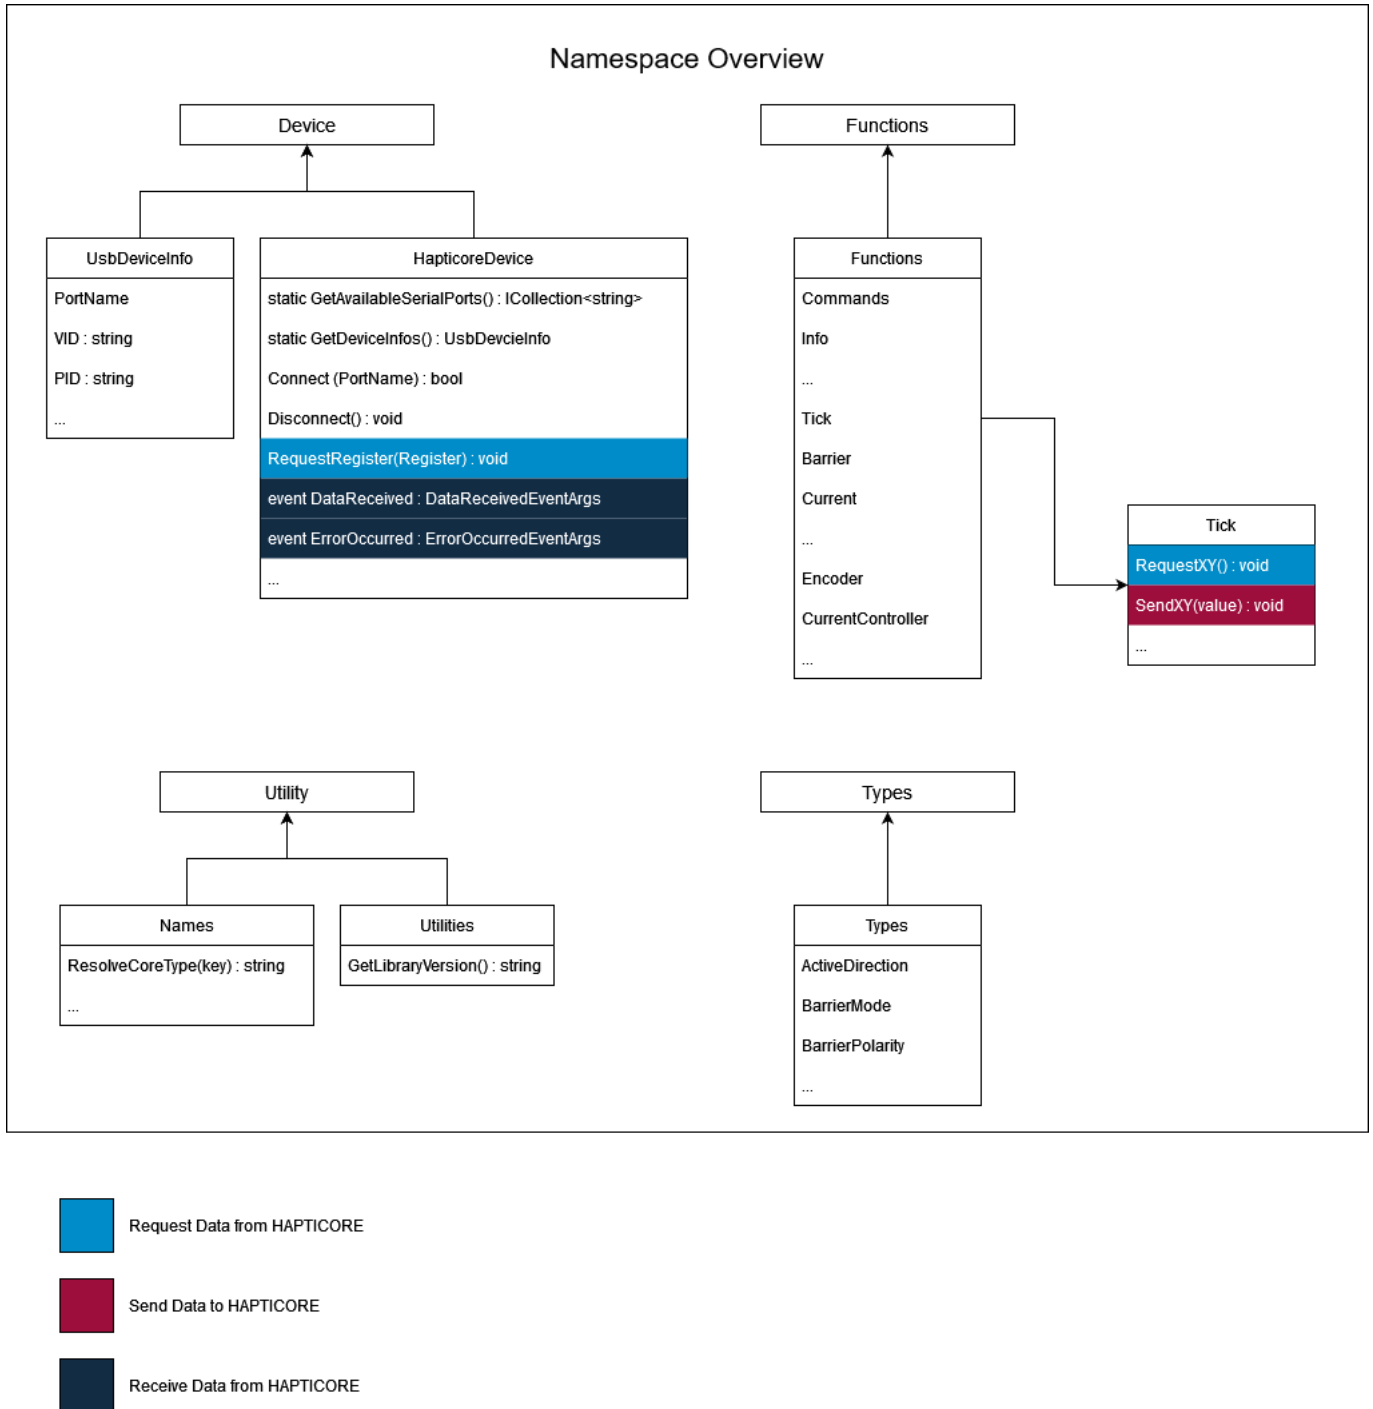 Namespace Overview
Device
UsbDeviceInfo
PortName
VID : string
PID : string
...
HapticoreDevice
static GetAvailableSerialPorts() : ICollection<string>
static GetDeviceInfos() : UsbDevcieInfo
Connect (PortName) : bool
Disconnect() : void
RequestRegister(Register) : void
event DataReceived : DataReceivedEventArgs
event ErrorOccurred : ErrorOccurredEventArgs
...
Functions
Functions
Commands
Info
...
Tick
Barrier
Current
...
Encoder
CurrentController
...
Tick
RequestXY() : void
SendXY(value) : void
...
Utility
Names
ResolveCoreType(key) : string
...
Utilities
GetLibraryVersion() : string
Types
Types
ActiveDirection
BarrierMode
BarrierPolarity
...
Request Data from HAPTICORE
Send Data to HAPTICORE
Receive Data from HAPTICORE